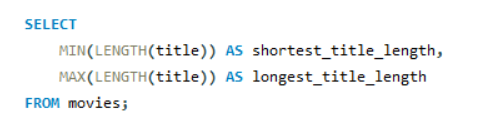 SELECT
    MIN(LENGTH(title)) AS shortest_title_length,
    MAX(LENGTH(title)) AS longest_title_length
FROM movies;